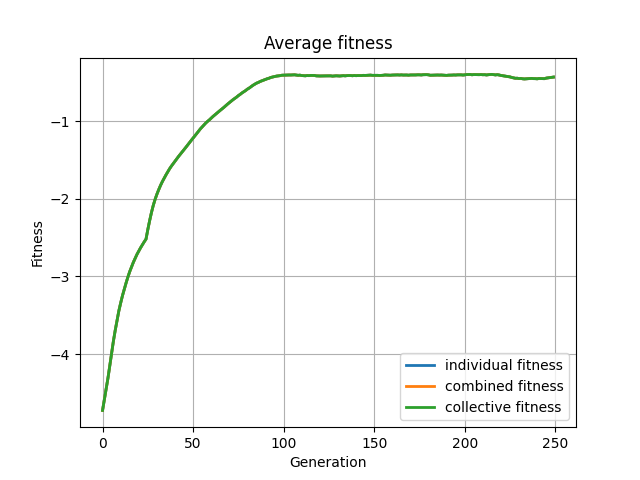 Average fitness
Fitness
−1
−2
−3
−4
0
50
100
150
200
250
Generation
individual fitness
combined fitness
collective fitness